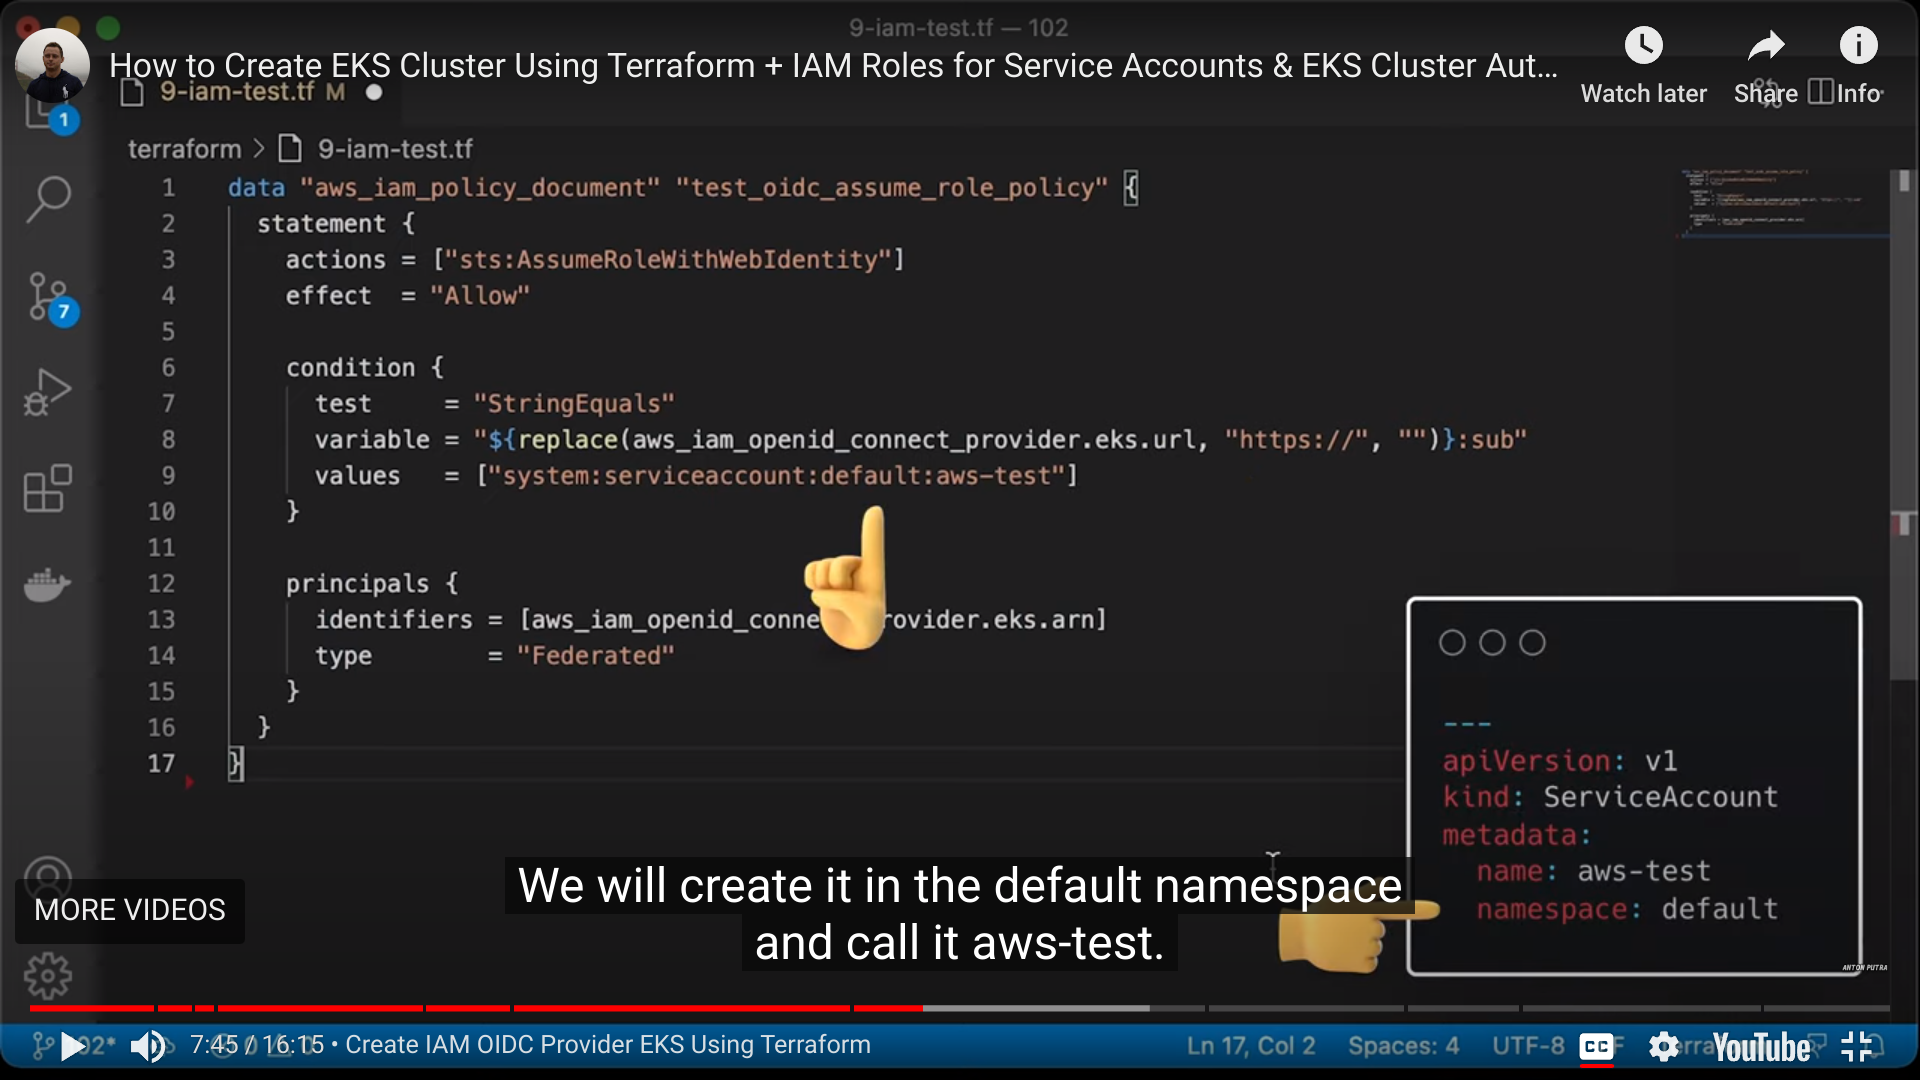 9-iam-test.tf — 102
How to Create EKS Cluster Using Terraform + IAM Roles for Service Accounts & EKS Cluster Aut...
Watch later
Share
Info
9-iam-test.tf M
1
terraform > 9-iam-test.tf
1 data "aws_iam_policy_document" "test_oidc_assume_role_policy" {
2 statement {
3 actions = ["sts:AssumeRoleWithWebIdentity"]
4 effect = "Allow"
5
7
6 condition {
7 test = "StringEquals"
8 variable = "${replace(aws_iam_openid_connect_provider.eks.url, "https://", "")}:sub"
9 values = ["system:serviceaccount:default:aws-test"]
10 }
11
12 principals {
13 identifiers = [aws_iam_openid_conne rovider.eks.arn]
14 type = "Federated"
15 }
16 }
17 }
---
apiVersion: v1
kind: ServiceAccount
metadata:
name: aws-test
namespace: default
ANTON PUTRA
We will create it in the default namespace
and call it aws-test.
MORE VIDEOS
7:45 / 16:15 • Create IAM OIDC Provider EKS Using Terraform
Ln 17, Col 2 Spaces: 4 UTF-8
CC
YouTube